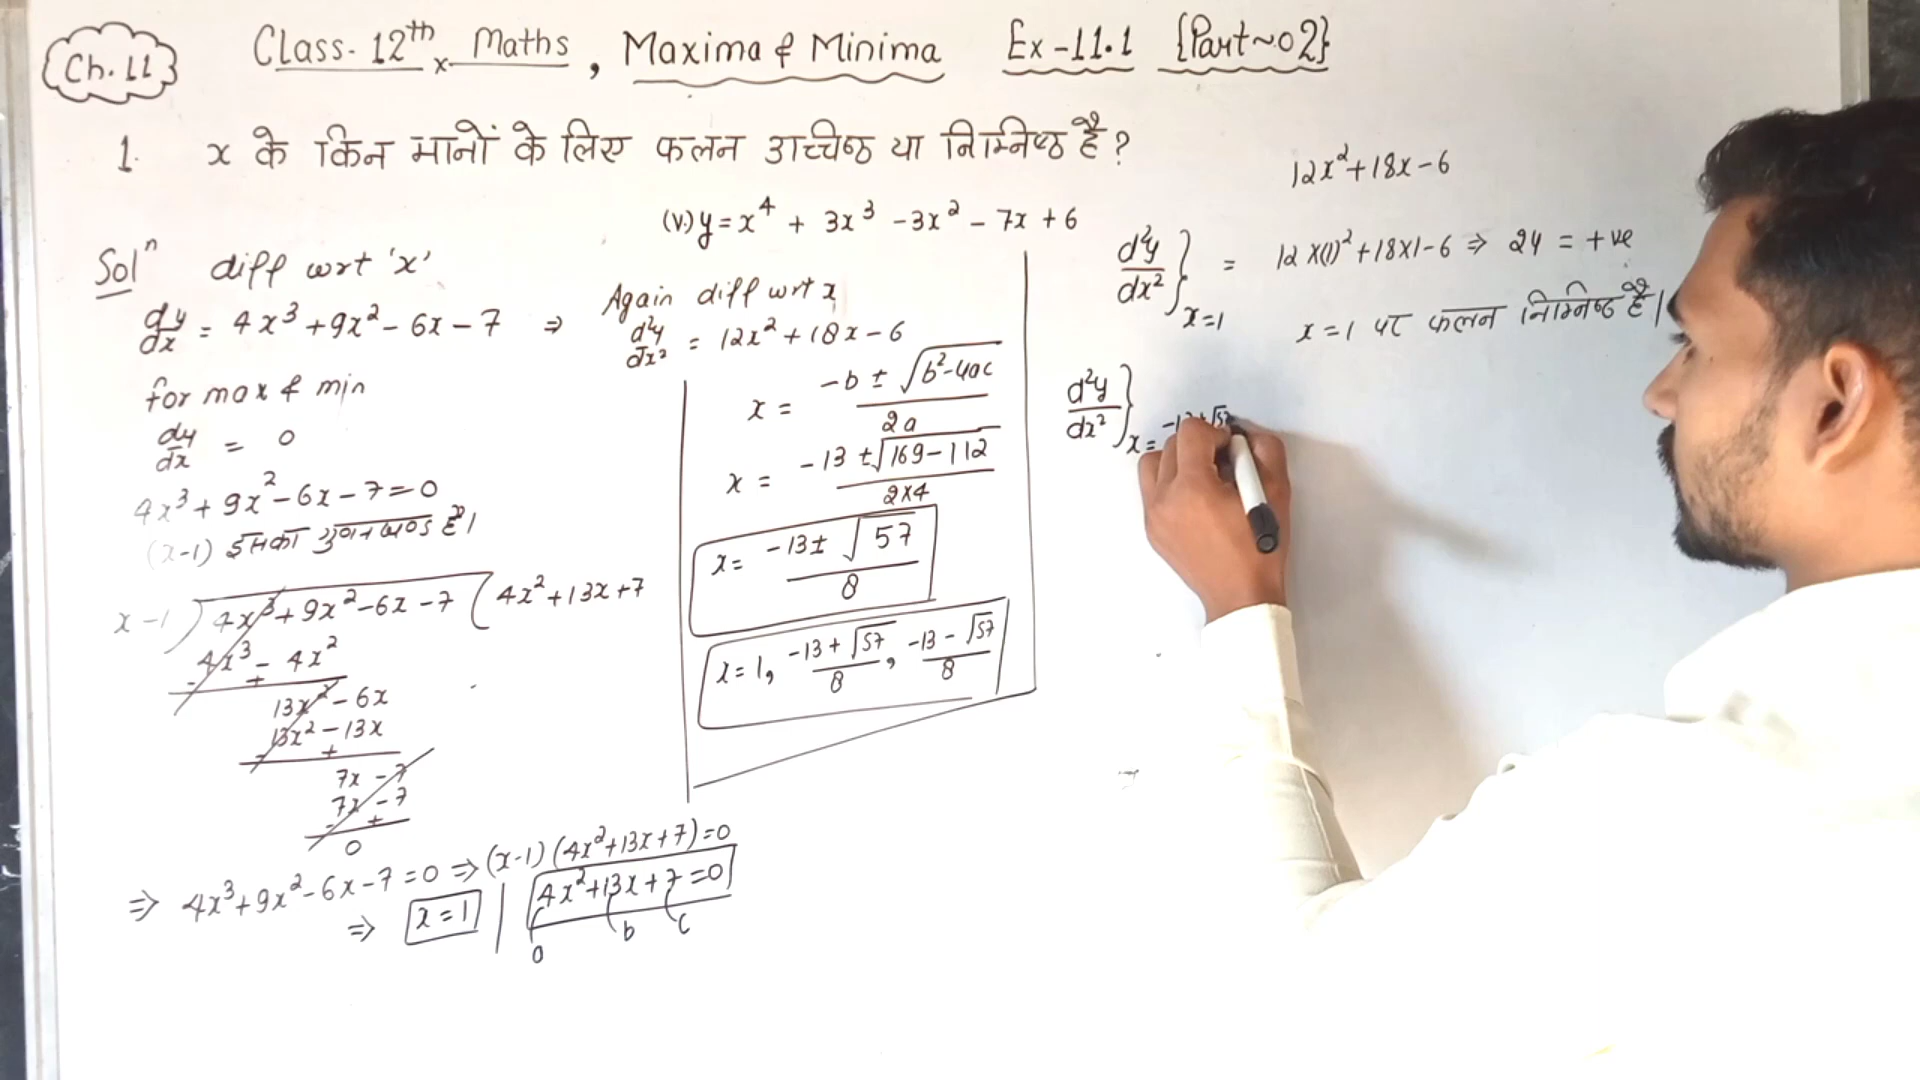 Ch. 11
Class-12th Maths, Maxima & Minima Ex-11.1 {Part~02}
1. x के किन मानों के लिए फलन उच्चिष्ठ या निम्निष्ठ है?
(V.) y = x⁴ + 3x³ - 3x² - 7x + 6
Solⁿ diff wrt 'x'
dy/dx = 4x³ + 9x² - 6x - 7 ⇒
for max & min
dy/dx = 0
4x³ + 9x² - 6x - 7 = 0
(x-1) इसका गुणनखण्ड है।
x-1 ) 4x³ + 9x² - 6x - 7 ( 4x² + 13x + 7
4x³ - 4x²
- +
13x² - 6x
13x² - 13x
- +
7x - 7
7x - 7
- +
0
⇒ 4x³ + 9x² - 6x - 7 = 0 ⇒ (x-1) (4x² + 13x + 7) = 0
⇒ x = 1 | 4x² + 13x + 7 = 0
a b c
Again diff wrt x
d²y/dx² = 12x² + 18x - 6
x = (-b ± √(b² - 4ac))/2a
x = (-13 ± √(169 - 112))/(2×4)
x = (-13 ± √57)/8
x = 1, (-13 + √57)/8, (-13 - √57)/8
12x² + 18x - 6
d²y/dx² }x=1 = 12×(1)² + 18×1 - 6 ⇒ 24 = +ve
x = 1 पर फलन निम्निष्ठ है।
d²y/dx² }x = -13 + √57